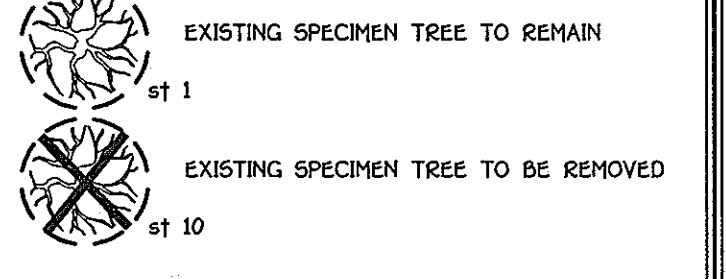 EXISTING SPECIMEN TREE TO REMAIN
st 1
EXISTING SPECIMEN TREE TO BE REMOVED
st 10